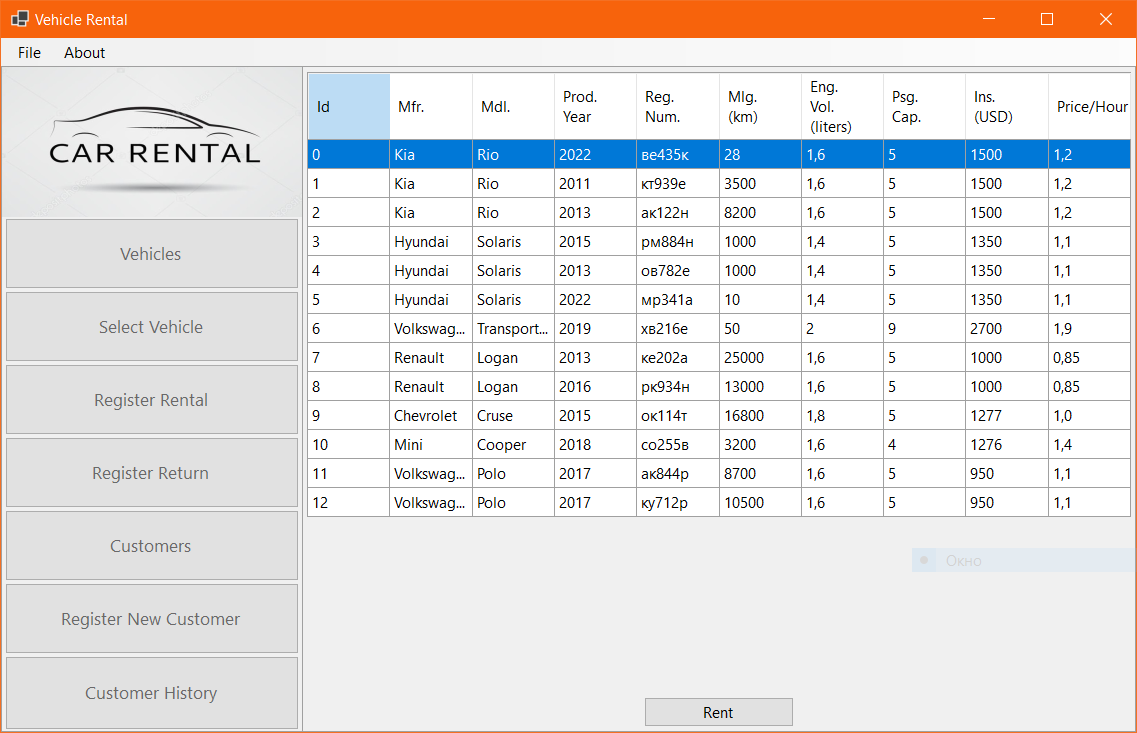 Vehicle Rental
File About
CAR RENTAL
Vehicles
Select Vehicle
Register Rental
Register Return
Customers
Register New Customer
Customer History
Id Mfr. Mdl. Prod. Year Reg. Num. Mlg. (km) Eng. Vol. (liters) Psg. Cap. Ins. (USD) Price/Hour
0 Kia Rio 2022 ве435к 28 1,6 5 1500 1,2
1 Kia Rio 2011 кт939е 3500 1,6 5 1500 1,2
2 Kia Rio 2013 ак122н 8200 1,6 5 1500 1,2
3 Hyundai Solaris 2015 рм884н 1000 1,4 5 1350 1,1
4 Hyundai Solaris 2013 ов782е 1000 1,4 5 1350 1,1
5 Hyundai Solaris 2022 мр341а 10 1,4 5 1350 1,1
6 Volkswag... Transport... 2019 хв216е 50 2 9 2700 1,9
7 Renault Logan 2013 ке202а 25000 1,6 5 1000 0,85
8 Renault Logan 2016 рк934н 13000 1,6 5 1000 0,85
9 Chevrolet Cruse 2015 ок114т 16800 1,8 5 1277 1,0
10 Mini Cooper 2018 со255в 3200 1,6 4 1276 1,4
11 Volkswag... Polo 2017 ак844р 8700 1,6 5 950 1,1
12 Volkswag... Polo 2017 ку712р 10500 1,6 5 950 1,1
Окно
Rent